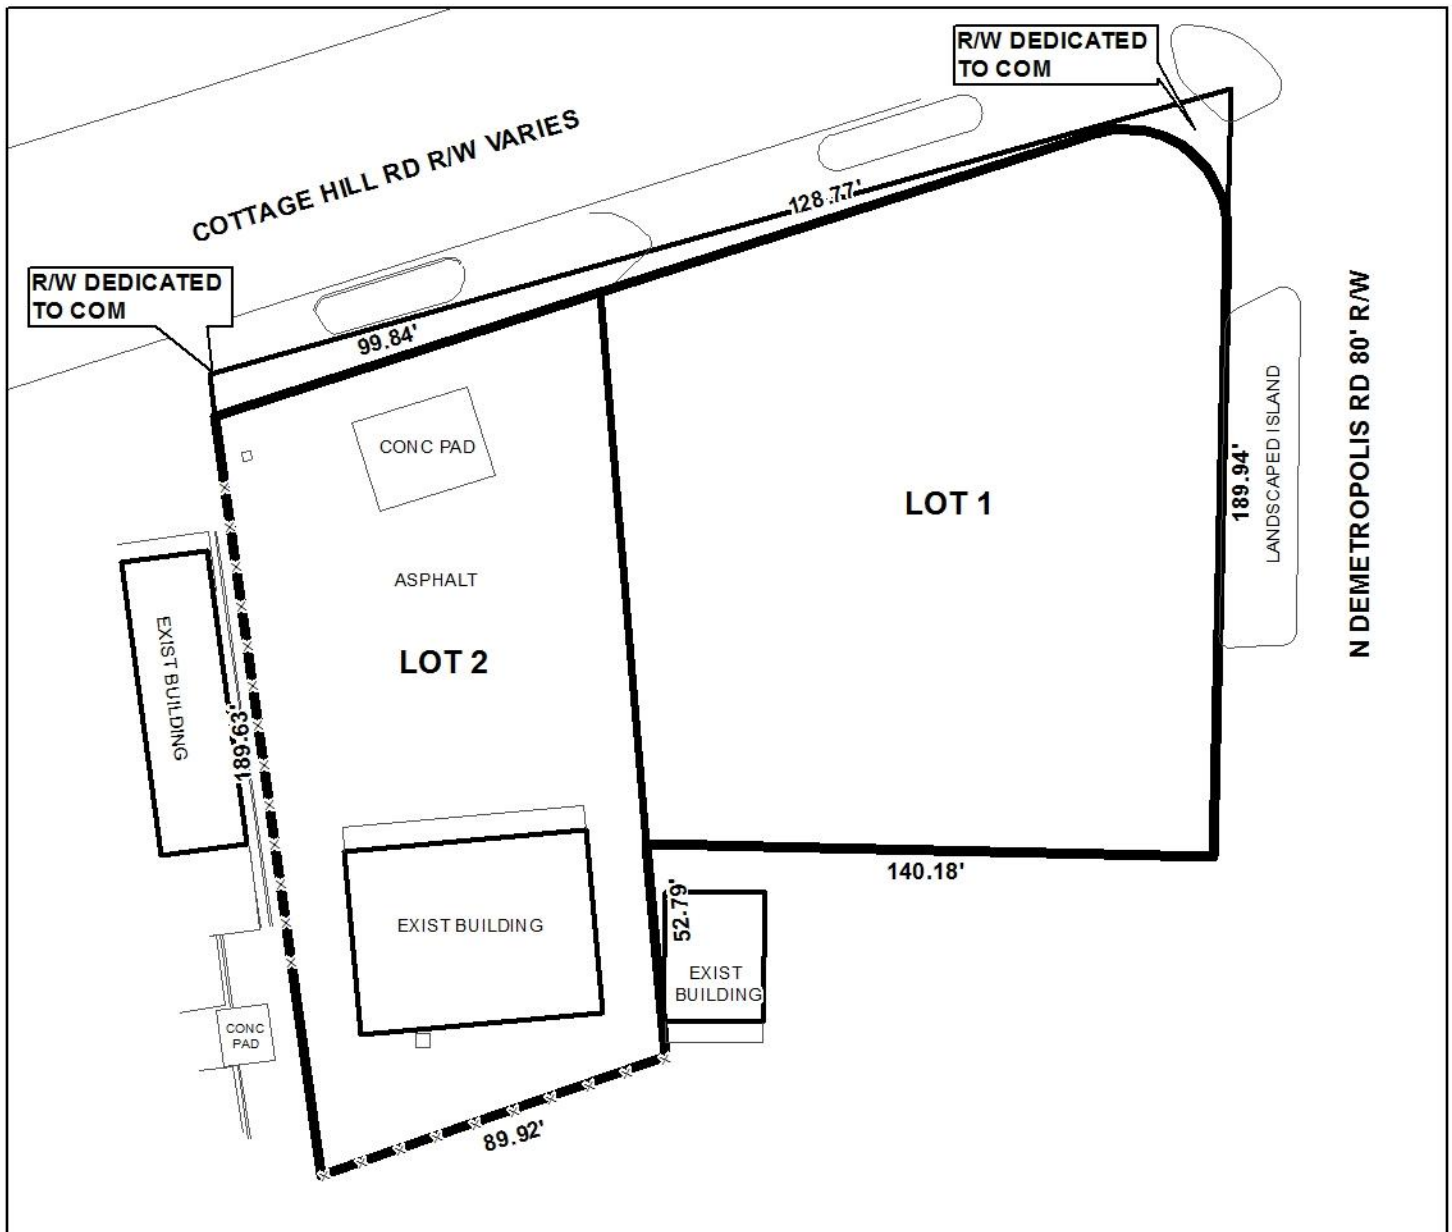 R/W DEDICATED
TO COM
COTTAGE HILL RD R/W VARIES
128.77'
R/W DEDICATED
TO COM
99.84'
N DEMETROPOLIS RD 80' R/W
CONC PAD
LOT 1
189.94'
LANDSCAPED ISLAND
ASPHALT
LOT 2
EXIST BUILDING
189.63'
140.18'
EXIST BUILDING
52.79'
EXIST
BUILDING
CONC
PAD
89.92'